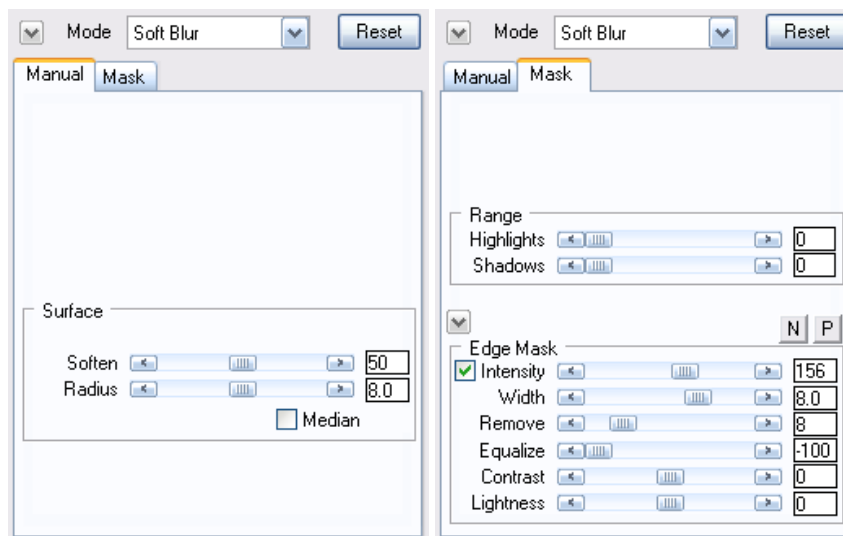 Mode Soft Blur Reset
Manual Mask
Surface
Soften 50
Radius 8.0
Median
Mode Soft Blur Reset
Manual Mask
Range
Highlights 0
Shadows 0
N P
Edge Mask
Intensity 156
Width 8.0
Remove 8
Equalize -100
Contrast 0
Lightness 0